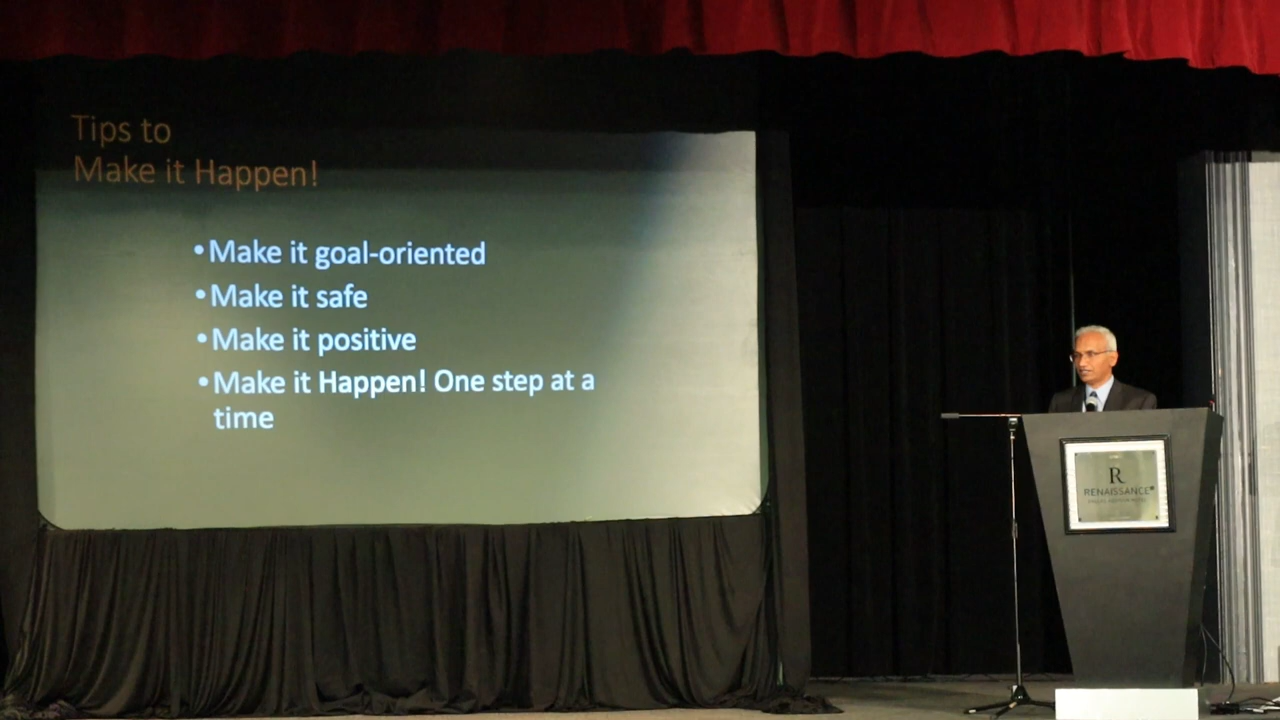 Tips to
Make it Happen!
• Make it goal-oriented
• Make it safe
• Make it positive
• Make it Happen! One step at a
time
R
RENAISSANCE